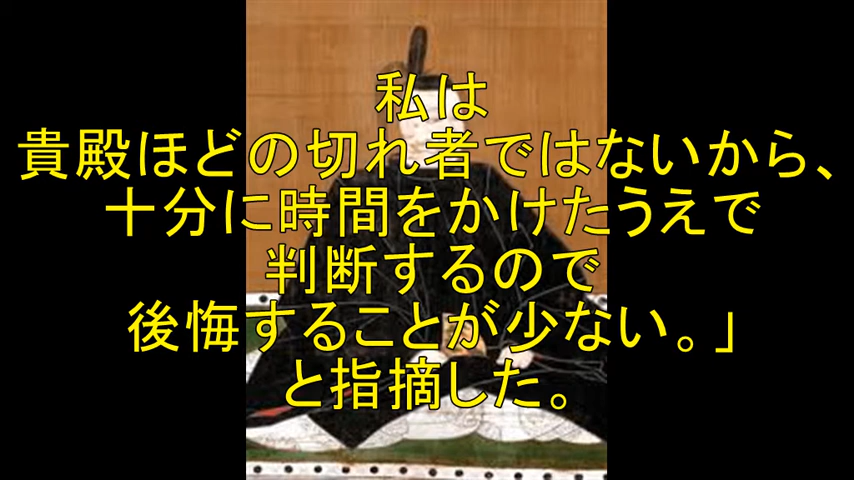 私は
貴殿ほどの切れ者ではないから、
十分に時間をかけたうえで
判断するので
後悔することが少ない。」
と指摘した。